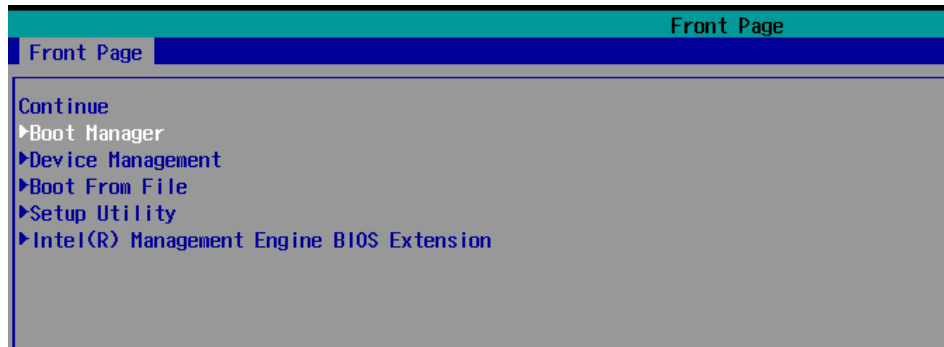 Front Page
Front Page
Continue
▶Boot Manager
▶Device Management
▶Boot From File
▶Setup Utility
▶Intel(R) Management Engine BIOS Extension